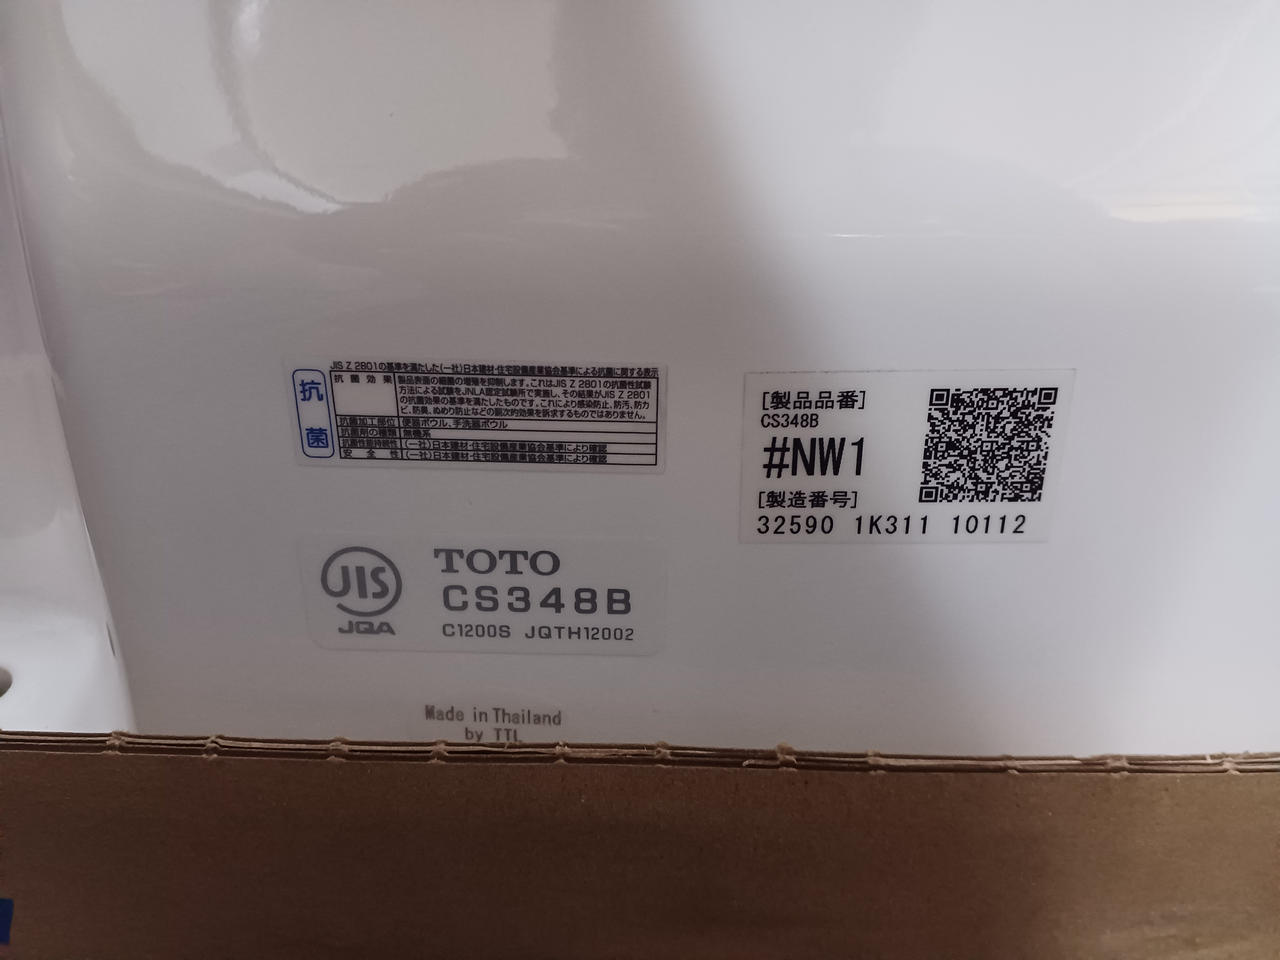 JIS Z 2801の基準を満たした(一社)日本建材・住宅設備産業協会基準による抗菌に関する表示
抗菌
抗菌効果 製品表面の細菌の増殖を抑制します。これはJIS Z 2801の抗菌性試験
方法による試験をJNLA認定試験所で実施し、その結果がJIS Z 2801
の抗菌効果の基準を満たしたものです。これにより感染防止、防汚、防カ
ビ、防臭、ぬめり防止などの副次的効果を訴求するものではありません。
抗菌加工部位 便器ボウル、手洗器ボウル
抗菌剤の種類 無機系
抗菌性能持続性 (一社)日本建材・住宅設備産業協会基準により確認
安全性 (一社)日本建材・住宅設備産業協会基準により確認
JIS
JQA
TOTO
CS348B
C1200S JQTH12002
Made in Thailand
by TTL
[製品品番]
CS348B
#NW1
[製造番号]
32590 1K311 10112